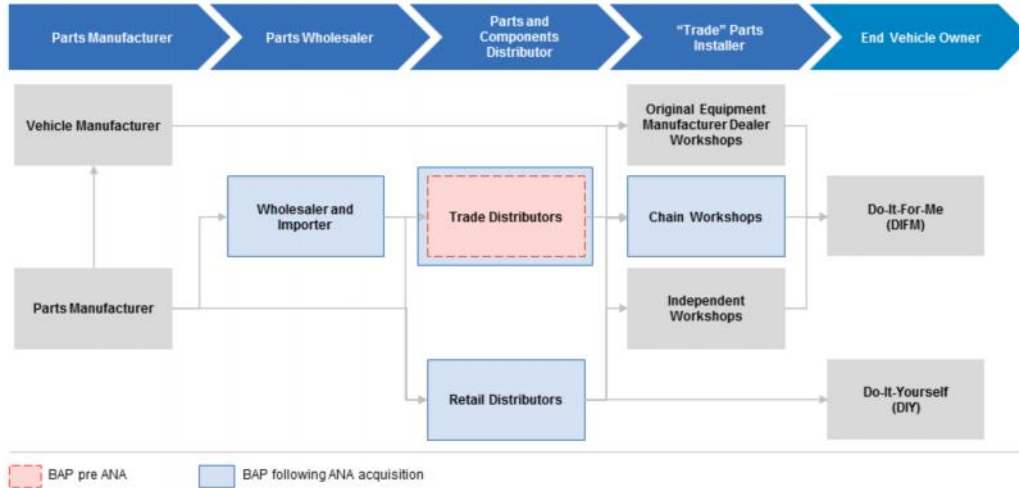 Parts Manufacturer
Parts Wholesaler
Parts and
Components
Distributor
“Trade” Parts
Installer
End Vehicle Owner
Vehicle Manufacturer
Original Equipment
Manufacturer Dealer
Workshops
Wholesaler and
Importer
Trade Distributors
Chain Workshops
Do-It-For-Me
(DIFM)
Parts Manufacturer
Independent
Workshops
Retail Distributors
Do-It-Yourself
(DIY)
BAP pre ANA
BAP following ANA acquisition